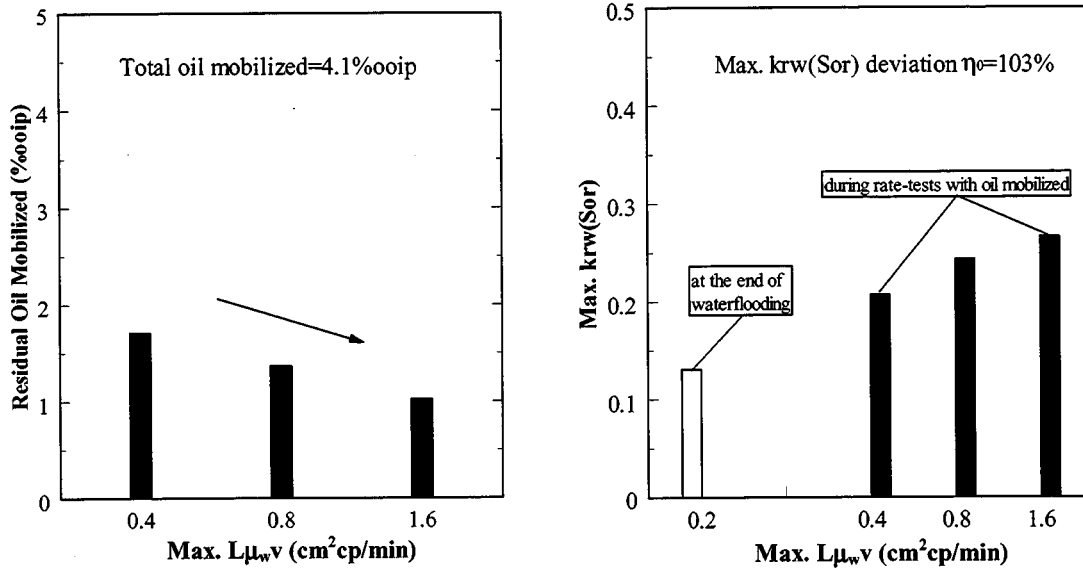 Residual Oil Mobilized (%ooip)
5
4
3
2
1
0
Total oil mobilized=4.1%ooip
0.4 0.8 1.6
Max. Lμwv (cm²cp/min)
Max. krw(Sor)
0.5
0.4
0.3
0.2
0.1
0
Max. krw(Sor) deviation η₀=103%
during rate-tests with oil mobilized
at the end of
waterflooding
0.2 0.4 0.8 1.6
Max. Lμwv (cm²cp/min)